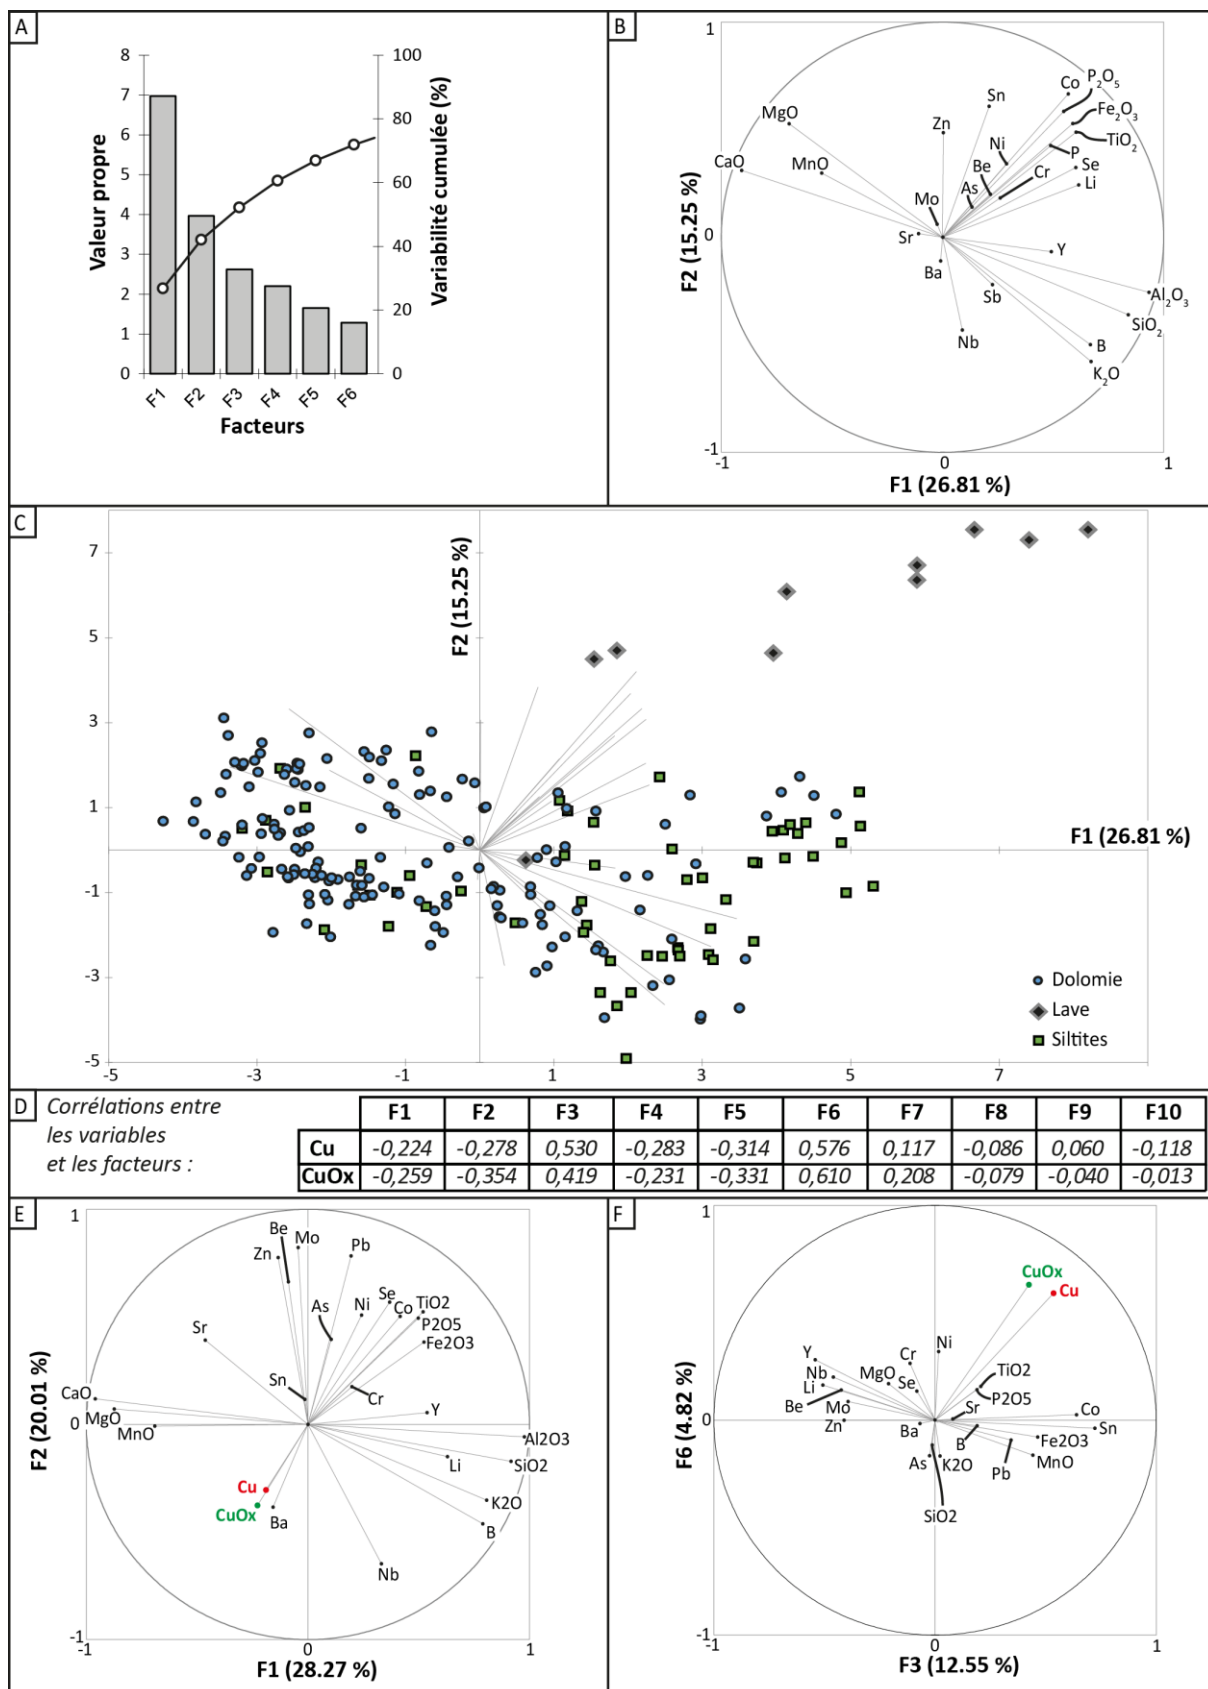 A
Valeur propre
8
7
6
5
4
3
2
1
0
100
80
60
40
20
0
Variabilité cumulée (%)
F1
F2
F3
F4
F5
F6
Facteurs
B
1
P2O5
Co
Sn
MgO
Fe2O3
Zn
TiO2
Ni
P
CaO
MnO
Be
Se
Cr
As
Li
Mo
0
Sr
Y
Ba
Sb
Al2O3
SiO2
Nb
B
K2O
-1
-1
0
1
F2 (15.25 %)
F1 (26.81 %)
C
F2 (15.25 %)
7
5
3
1
-1
-3
-5
F1 (26.81 %)
Dolomie
Lave
Siltites
-5
-3
-1
1
3
5
7
D
Corrélations entre
les variables
et les facteurs :
F1 F2 F3 F4 F5 F6 F7 F8 F9 F10
Cu -0,224 -0,278 0,530 -0,283 -0,314 0,576 0,117 -0,086 0,060 -0,118
CuOx -0,259 -0,354 0,419 -0,231 -0,331 0,610 0,208 -0,079 -0,040 -0,013
E
1
Be
Mo
Zn
Pb
Se
As
Ni
Co
TiO2
P2O5
Sr
Fe2O3
Sn
Cr
CaO
MgO
Y
0
MnO
Al2O3
Li
SiO2
Cu
K2O
CuOx
Ba
B
Nb
-1
-1
0
1
F2 (20.01 %)
F1 (28.27 %)
F
1
CuOx
Cu
Ni
Y
Cr
Nb
MgO
TiO2
Li
Se
P2O5
Be
Mo
Sr
Co
0
Zn
Ba
Sn
B
Fe2O3
As
K2O
Pb
MnO
SiO2
-1
-1
0
1
F6 (4.82 %)
F3 (12.55 %)